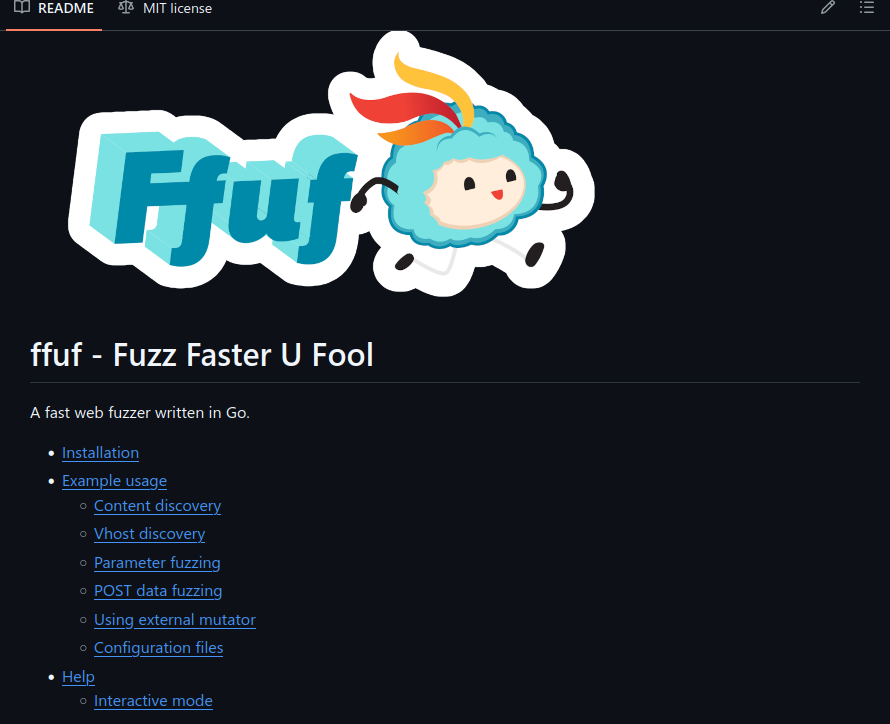 README
MIT license
Ffuf
ffuf - Fuzz Faster U Fool
A fast web fuzzer written in Go.
Installation
Example usage
Content discovery
Vhost discovery
Parameter fuzzing
POST data fuzzing
Using external mutator
Configuration files
Help
Interactive mode